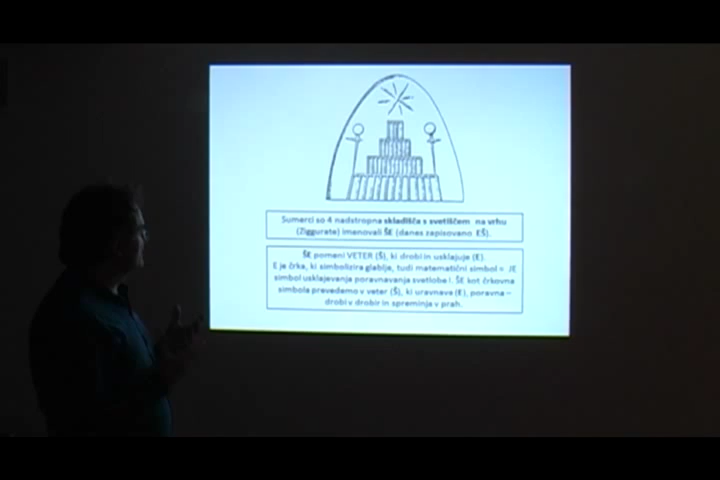 Sumerci so 4 nadstropna skladišča s svetiščem na vrhu
(Ziggurate) imenovali ŠE (danes zapisovano EŠ).
ŠE pomeni VETER (Š), ki drobi in usklajuje (E).
E je črka, ki simbolizira glablje, tudi matematični simbol = JE
simbol usklajevanja poravnavanja svetlobe I. ŠE kot črkovna
simbola prevedemo v veter (Š), ki uravnava (E), poravna –
drobi v drobir in spreminja v prah.